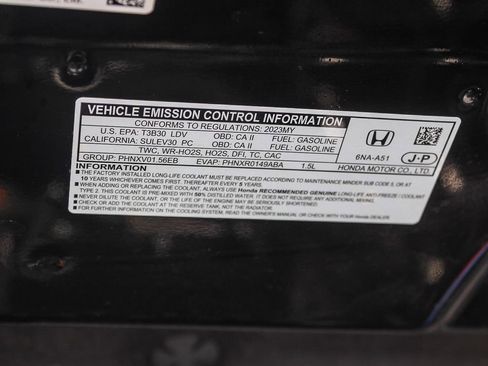 VEHICLE EMISSION CONTROL INFORMATION
CONFORMS TO REGULATIONS: 2023MY
U.S. EPA: T3B30 LDV OBD: CA II FUEL: GASOLINE
CALIFORNIA: SULEV30 PC OBD: CA II FUEL: GASOLINE
TWC, WR-HO2S, HO2S, DFI, TC, CAC
GROUP: PHNXV01.56EB EVAP: PHNXR0149ABA 1.5L
6NA-A51 J-P
HONDA MOTOR CO., LTD.
INFORMATION
■ THE FACTORY INSTALLED LONG-LIFE COOLANT MUST BE REPLACED ACCORDING TO MAINTENANCE MINDER SUB CODE 5, OR AT
10 YEARS WHICHEVER COMES FIRST. THEREAFTER EVERY 5 YEARS.
■ WHEN ADDING OR REPLACING THE COOLANT, ALWAYS USE Honda RECOMMENDED GENUINE LONG-LIFE ANTI-FREEZE / COOLANT
TYPE 2. THIS COOLANT IS PRE-MIXED WITH 50% DISTILLED WATER. IT DOES NOT REQUIRE ANY ADDITIONAL MIXING.
■ NEVER DILUTE THE COOLANT, OR THE LIFE OF THE ENGINE MAY BE SERIOUSLY SHORTENED.
■ CHECK AND ADD THE COOLANT AT THE RESERVE TANK, NOT THE RADIATOR.
■ FOR FURTHER INFORMATION ON THE COOLING SYSTEM, READ THE OWNER'S MANUAL OR CHECK WITH YOUR Honda DEALER.